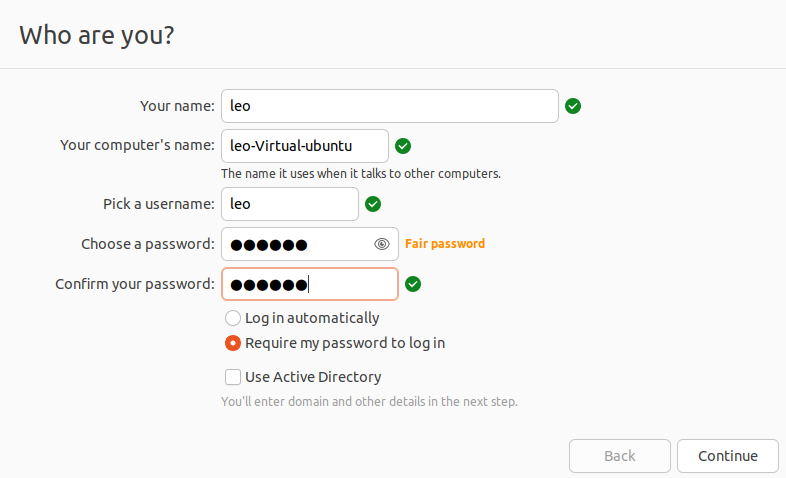 Who are you?
Your name: leo
Your computer's name: leo-Virtual-ubuntu
The name it uses when it talks to other computers.
Pick a username: leo
Choose a password: ●●●●●● Fair password
Confirm your password: ●●●●●●
Log in automatically
Require my password to log in
Use Active Directory
You'll enter domain and other details in the next step.
Back Continue